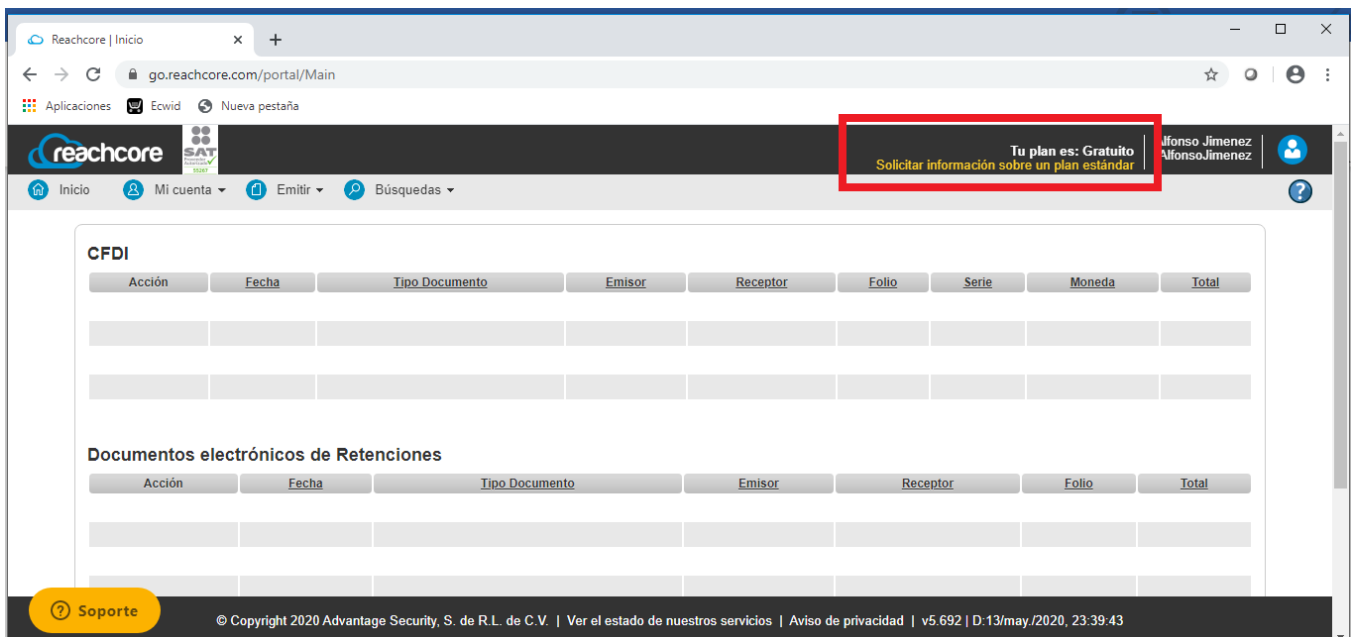 Reachcore | Inicio
go.reachcore.com/portal/Main
Aplicaciones Ecwid Nueva pestaña
reachcore SAT
Tu plan es: Gratuito
Solicitar información sobre un plan estándar
Alfonso Jimenez
AlfonsoJimenez
Inicio Mi cuenta Emitir Búsquedas ?
CFDI
Acción Fecha Tipo Documento Emisor Receptor Folio Serie Moneda Total
Documentos electrónicos de Retenciones
Acción Fecha Tipo Documento Emisor Receptor Folio Total
? Soporte
© Copyright 2020 Advantage Security, S. de R.L. de C.V. | Ver el estado de nuestros servicios | Aviso de privacidad | v5.692 | D:13/may./2020, 23:39:43